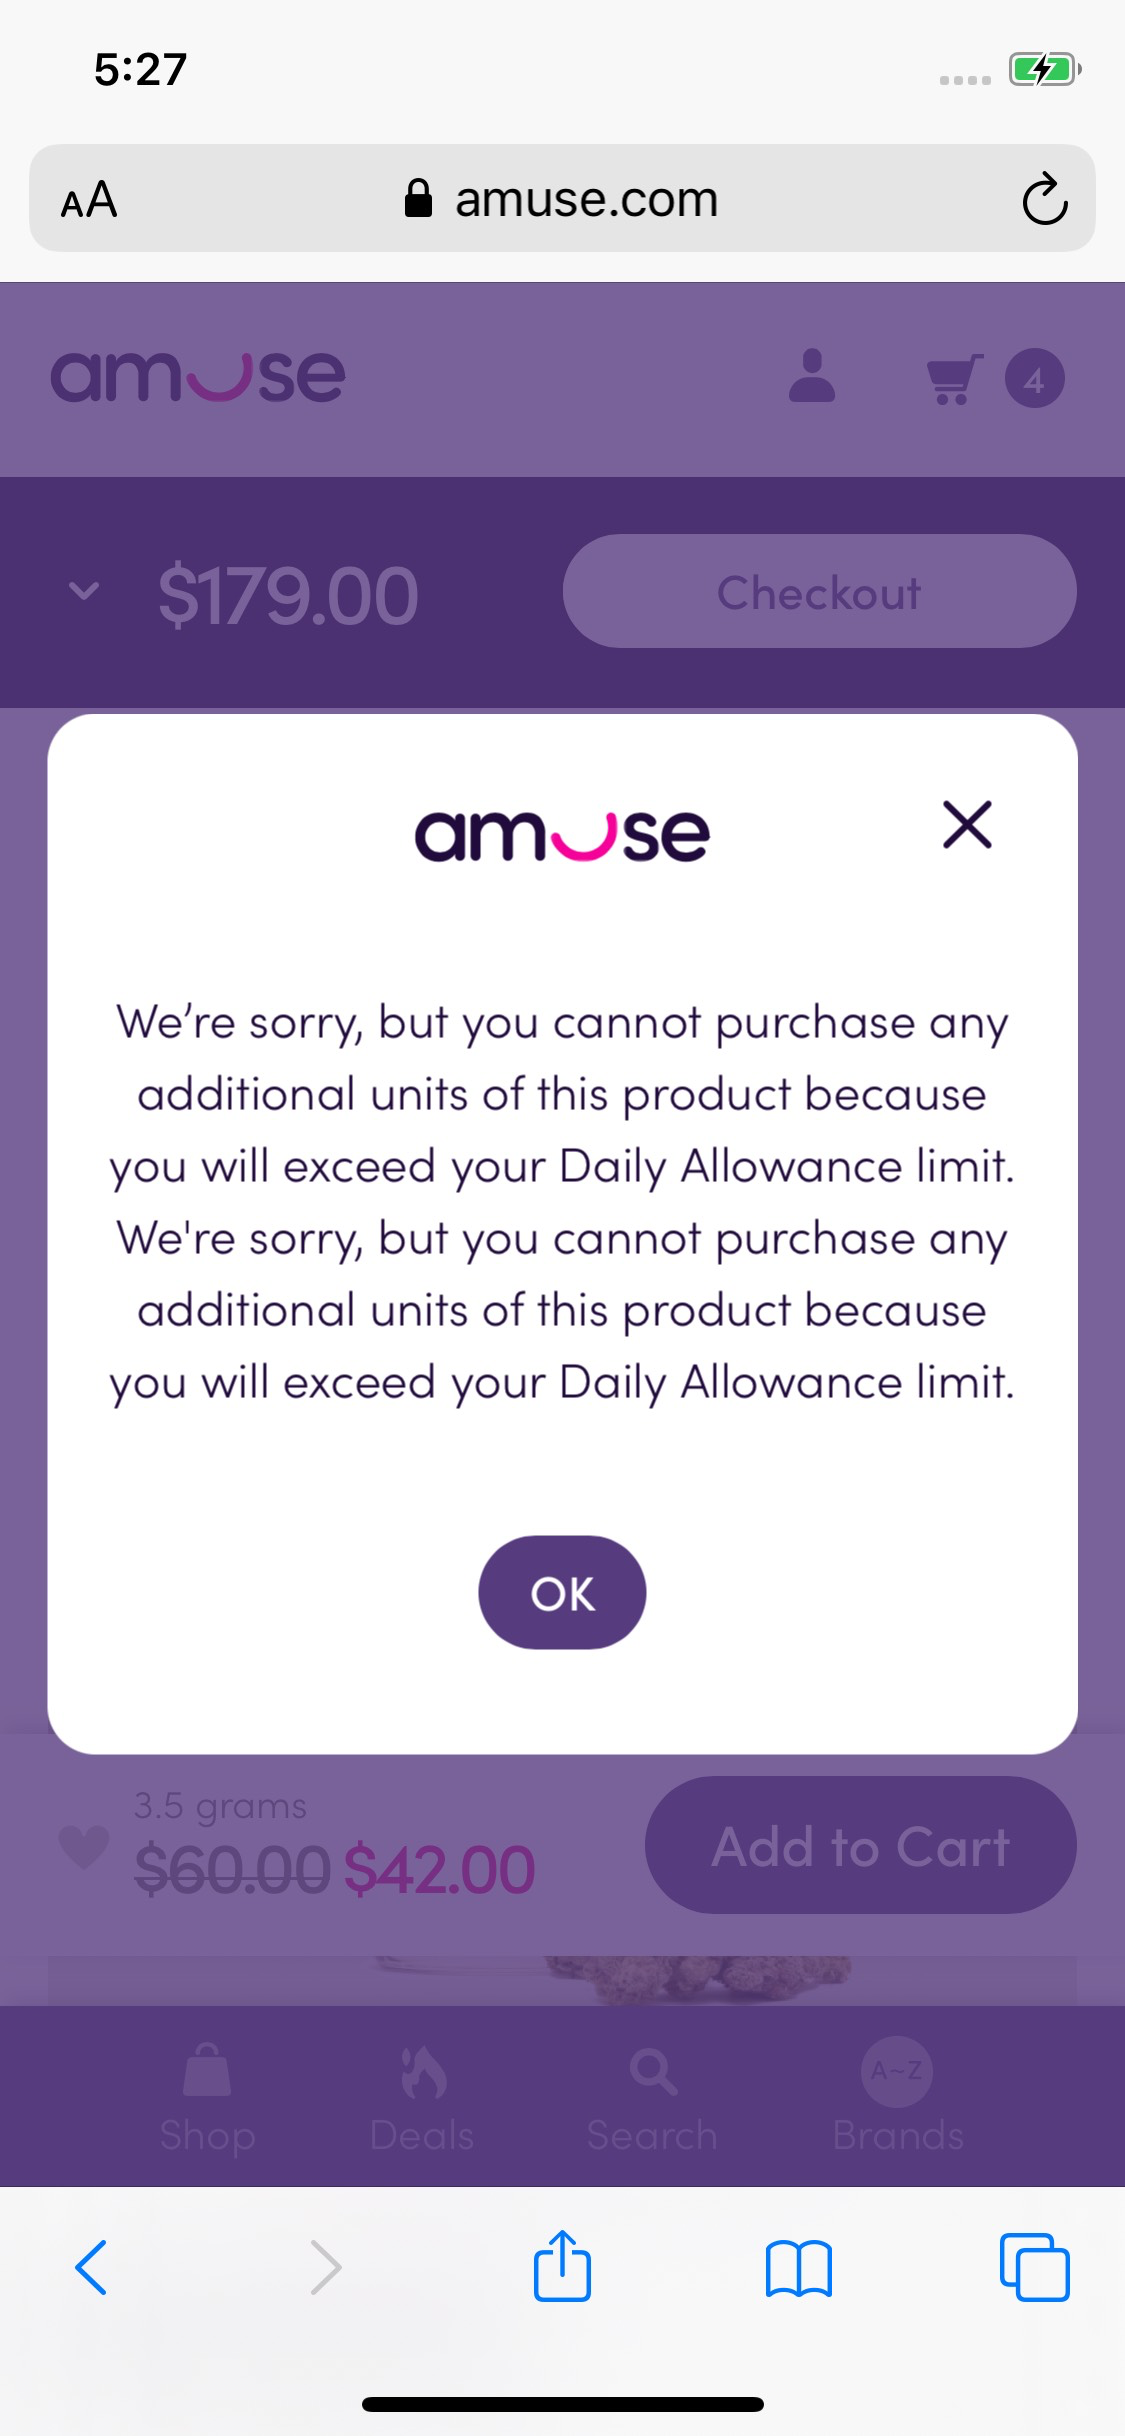 5:27
AA
amuse.com
amuse
4
$179.00
Checkout
amuse
We’re sorry, but you cannot purchase any
additional units of this product because
you will exceed your Daily Allowance limit.
We're sorry, but you cannot purchase any
additional units of this product because
you will exceed your Daily Allowance limit.
OK
3.5 grams
$60.00 $42.00
Add to Cart
A~Z
Shop
Deals
Search
Brands